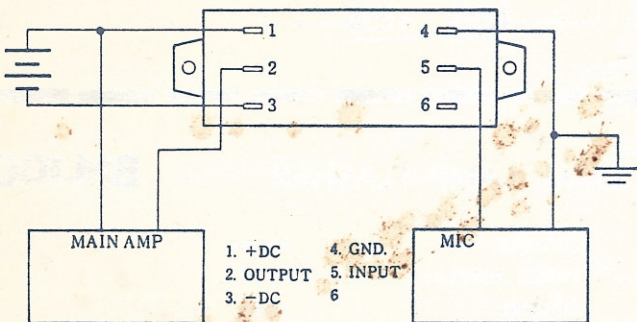 1 4
2 5
3 6
MAIN AMP
MIC
1. +DC 4. GND.
2. OUTPUT 5. INPUT
3. -DC 6